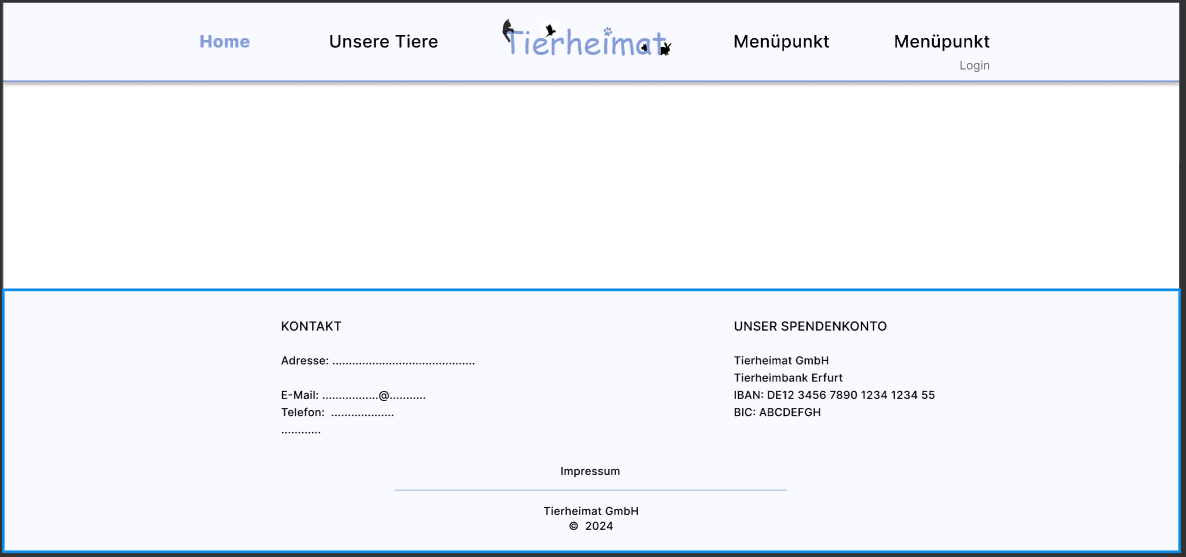 Home
Unsere Tiere
Tierheimat
Menüpunkt
Menüpunkt
Login
KONTAKT
Adresse: ...........................................
E-Mail: .................@...........
Telefon:  ...................
............
UNSER SPENDENKONTO
Tierheimat GmbH
Tierheimbank Erfurt
IBAN: DE12 3456 7890 1234 1234 55
BIC: ABCDEFGH
Impressum
Tierheimat GmbH
© 2024